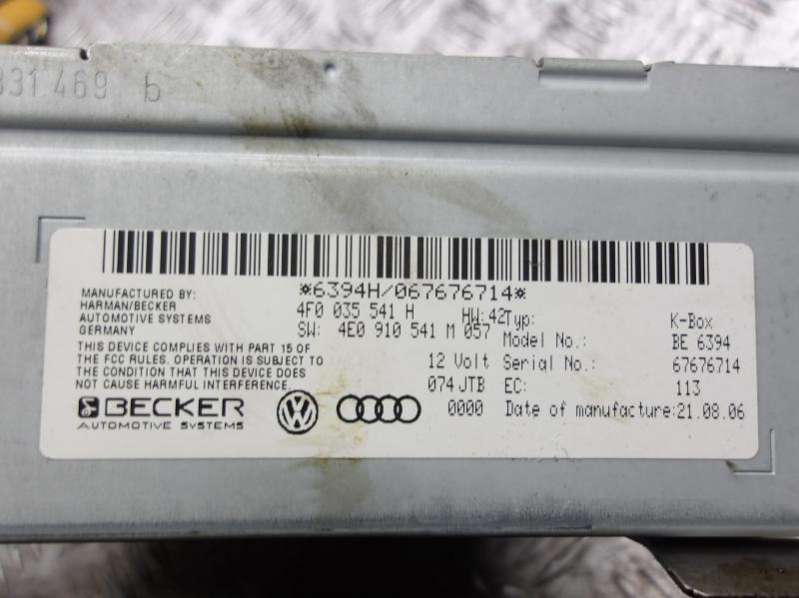 331 469 b
*6394H/067676714*
MANUFACTURED BY:
HARMAN/BECKER
AUTOMOTIVE SYSTEMS
GERMANY
4F0 035 541 H HW:42
SW: 4E0 910 541 M 057
THIS DEVICE COMPLIES WITH PART 15 OF
THE FCC RULES. OPERATION IS SUBJECT TO
THE CONDITION THAT THIS DEVICE DOES
NOT CAUSE HARMFUL INTERFERENCE.
12 Volt
074 JTB
0000
Typ: K-Box
Model No.: BE 6394
Serial No.: 67676714
EC: 113
Date of manufacture: 21.08.06
BECKER
AUTOMOTIVE SYSTEMS